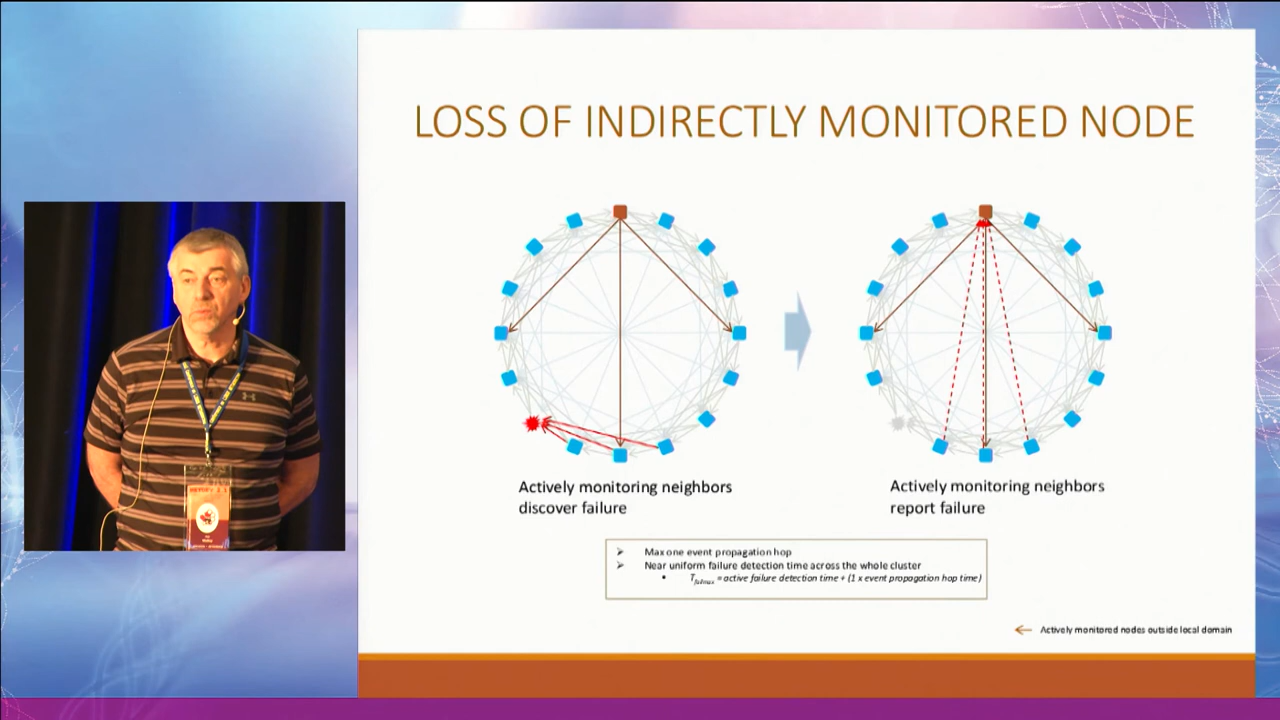 LOSS OF INDIRECTLY MONITORED NODE
Actively monitoring neighbors
discover failure
Actively monitoring neighbors
report failure
➢ Max one event propagation hop
➢ Near uniform failure detection time across the whole cluster
▪ Tfailmax = active failure detection time + (1 x event propagation hop time)
Actively monitored nodes outside local domain